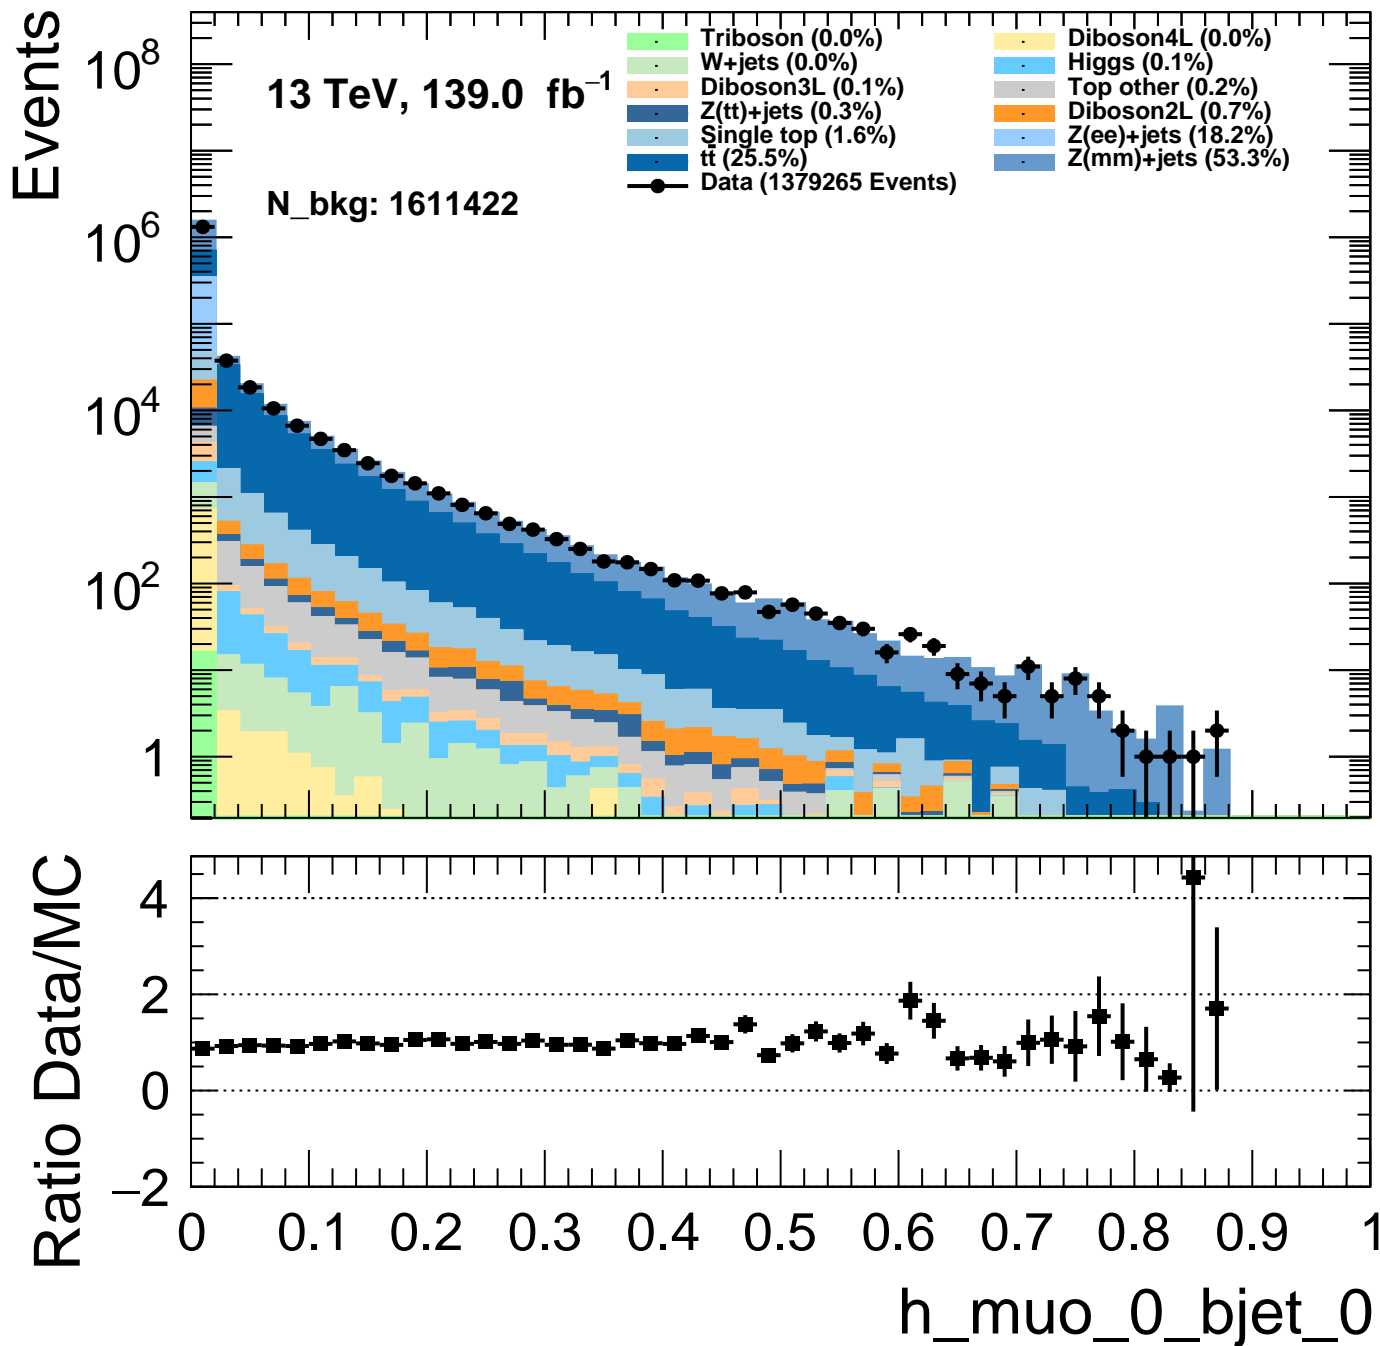 Events
10^8
10^6
10^4
10^2
1
13 TeV, 139.0 fb^−1
N_bkg: 1611422
Triboson (0.0%)
W+jets (0.0%)
Diboson3L (0.1%)
Z(tt)+jets (0.3%)
Single top (1.6%)
tt̄ (25.5%)
Data (1379265 Events)
Diboson4L (0.0%)
Higgs (0.1%)
Top other (0.2%)
Diboson2L (0.7%)
Z(ee)+jets (18.2%)
Z(mm)+jets (53.3%)
Ratio Data/MC
4
2
0
−2
0 0.1 0.2 0.3 0.4 0.5 0.6 0.7 0.8 0.9 1
h_muo_0_bjet_0